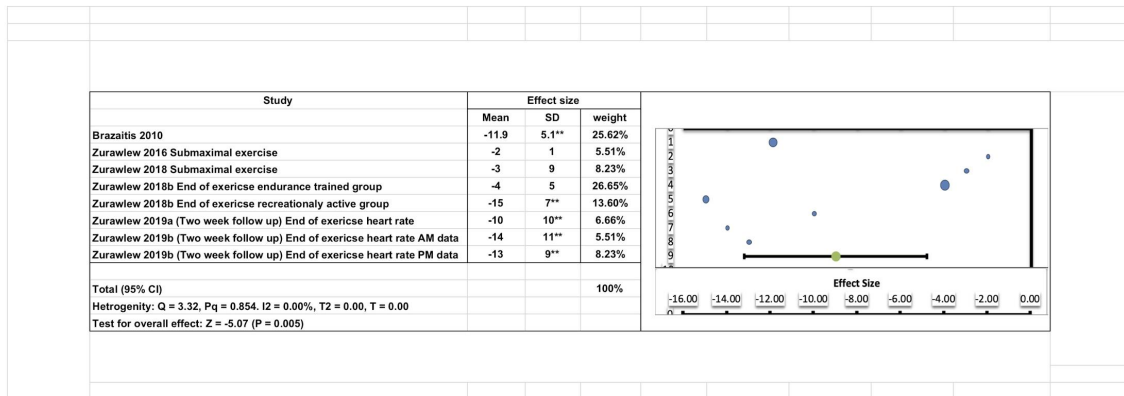 Study Effect size
Mean SD weight
Brazaitis 2010 -11.9 5.1** 25.62%
Zurawlew 2016 Submaximal exercise -2 1 5.51%
Zurawlew 2018 Submaximal exercise -3 9 8.23%
Zurawlew 2018b End of exericse endurance trained group -4 5 26.65%
Zurawlew 2018b End of exericse recreationaly active group -15 7** 13.60%
Zurawlew 2019a (Two week follow up) End of exericse heart rate -10 10** 6.66%
Zurawlew 2019b (Two week follow up) End of exericse heart rate AM data -14 11** 5.51%
Zurawlew 2019b (Two week follow up) End of exericse heart rate PM data -13 9** 8.23%
Total (95% CI) 100%
Hetrogenity: Q = 3.32, Pq = 0.854. I2 = 0.00%, T2 = 0.00, T = 0.00
Test for overall effect: Z = -5.07 (P = 0.005)
1
2
3
4
5
6
7
8
9
Effect Size
-16.00 -14.00 -12.00 -10.00 -8.00 -6.00 -4.00 -2.00 0.00